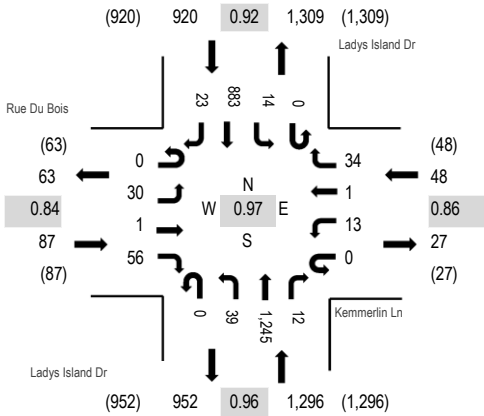 (920) 920 0.92 1,309 (1,309)
Ladys Island Dr
Rue Du Bois
23 883 14 0
(63)
63
0.84
87
(87)
0
30
1
56
N
W 0.97 E
S
34
1
13
0
(48)
48
0.86
27
(27)
0 39 1,245 12
Kemmerlin Ln
Ladys Island Dr
(952) 952 0.96 1,296 (1,296)